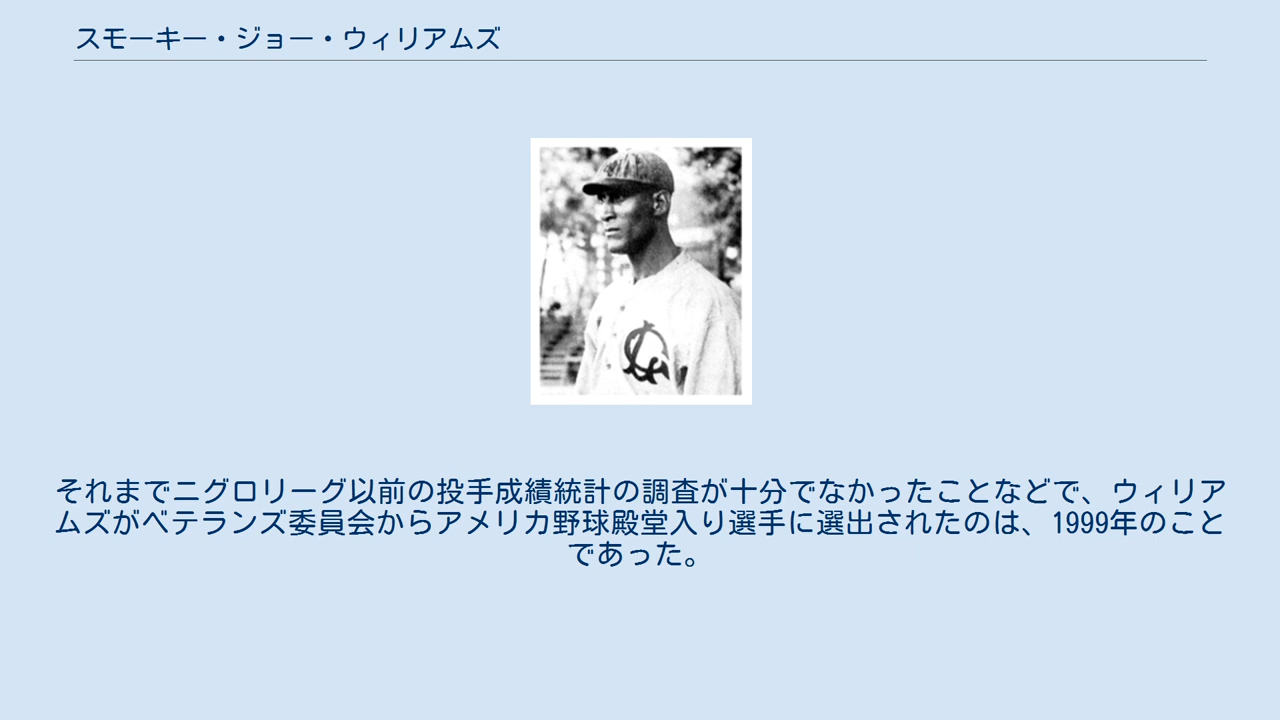 スモーキー・ジョー・ウィリアムズ
それまでニグロリーグ以前の投手成績統計の調査が十分でなかったことなどで、ウィリア
ムズがベテランズ委員会からアメリカ野球殿堂入り選手に選出されたのは、1999年のこと
であった。